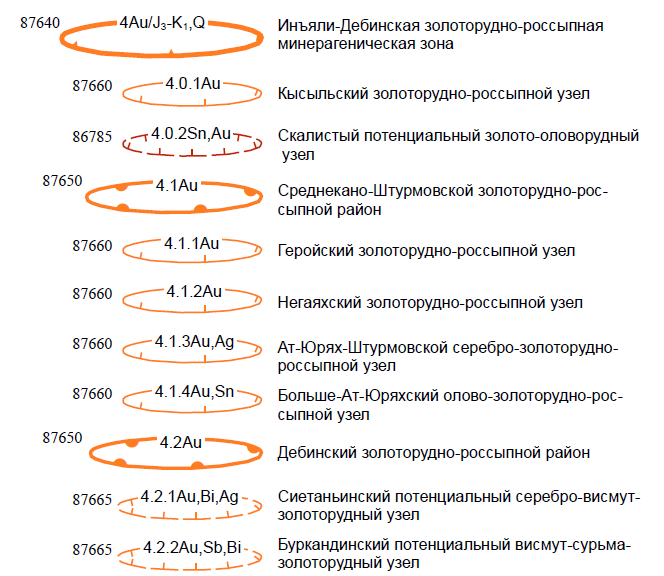 87640 4Au/J₃-K₁,Q Инъяли-Дебинская золоторудно-россыпная
минерагеническая зона
87660 4.0.1Au Кысыльский золоторудно-россыпной узел
86785 4.0.2Sn,Au Скалистый потенциальный золото-оловорудный
узел
87650 4.1Au Среднекано-Штурмовской золоторудно-рос-
сыпной район
87660 4.1.1Au Геройский золоторудно-россыпной узел
87660 4.1.2Au Негаяхский золоторудно-россыпной узел
87660 4.1.3Au,Ag Ат-Юрях-Штурмовской серебро-золоторудно-
россыпной узел
87660 4.1.4Au,Sn Больше-Ат-Юряхский олово-золоторудно-рос-
сыпной узел
87650 4.2Au Дебинский золоторудно-россыпной район
87665 4.2.1Au,Bi,Ag Сиетаньинский потенциальный серебро-висмут-
золоторудный узел
87665 4.2.2Au,Sb,Bi Буркандинский потенциальный висмут-сурьма-
золоторудный узел